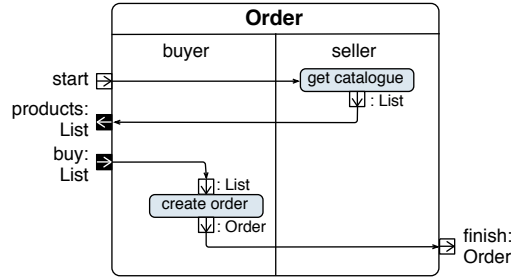 Order
buyer
seller
start
get catalogue
: List
products:
List
buy:
List
: List
create order
: Order
finish:
Order